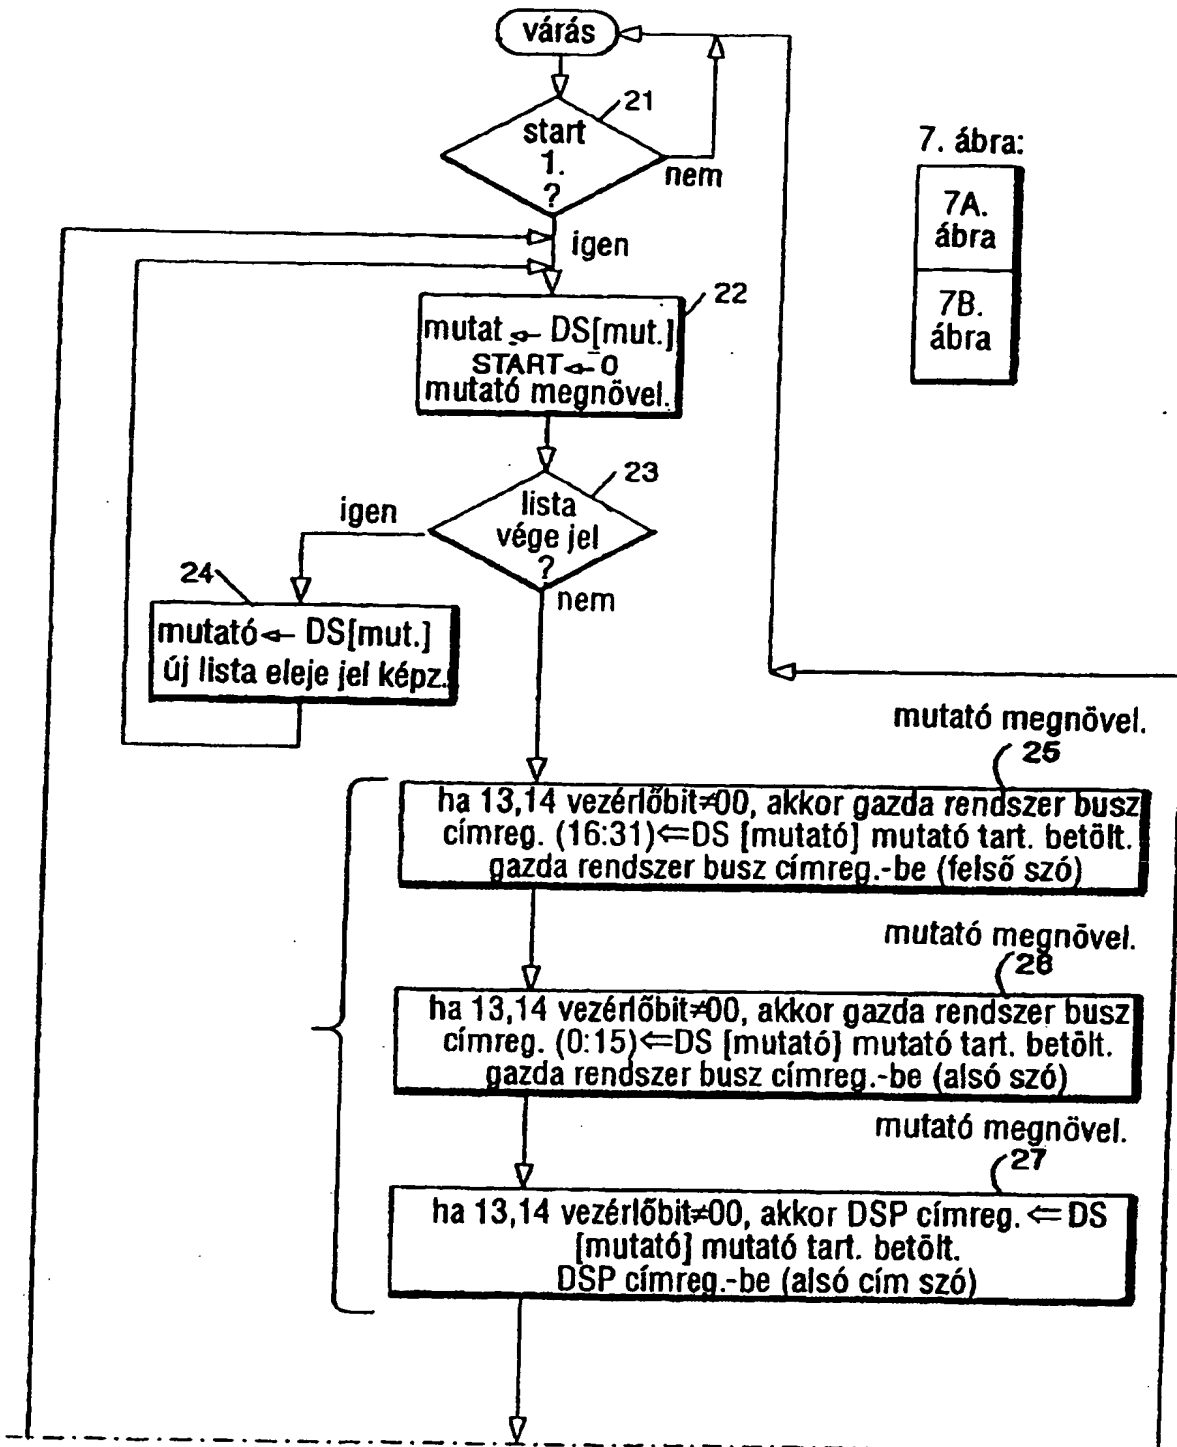 várás
21
start
1.
?
nem
igen
7. ábra:
7A.
ábra
7B.
ábra
22
mutat ← DS[mut.]
START ← 0
mutató megnövel.
23
lista
vége jel
?
igen
nem
24
mutató ← DS[mut.]
új lista eleje jel képz.
mutató megnövel.
25
ha 13,14 vezérlőbit≠00, akkor gazda rendszer busz
címreg. (16:31)⇐DS [mutató] mutató tart. betölt.
gazda rendszer busz címreg.-be (felső szó)
mutató megnövel.
26
ha 13,14 vezérlőbit≠00, akkor gazda rendszer busz
címreg. (0:15)⇐DS [mutató] mutató tart. betölt.
gazda rendszer busz címreg.-be (alsó szó)
mutató megnövel.
27
ha 13,14 vezérlőbit≠00, akkor DSP címreg. ⇐ DS
[mutató] mutató tart. betölt.
DSP címreg.-be (alsó cím szó)